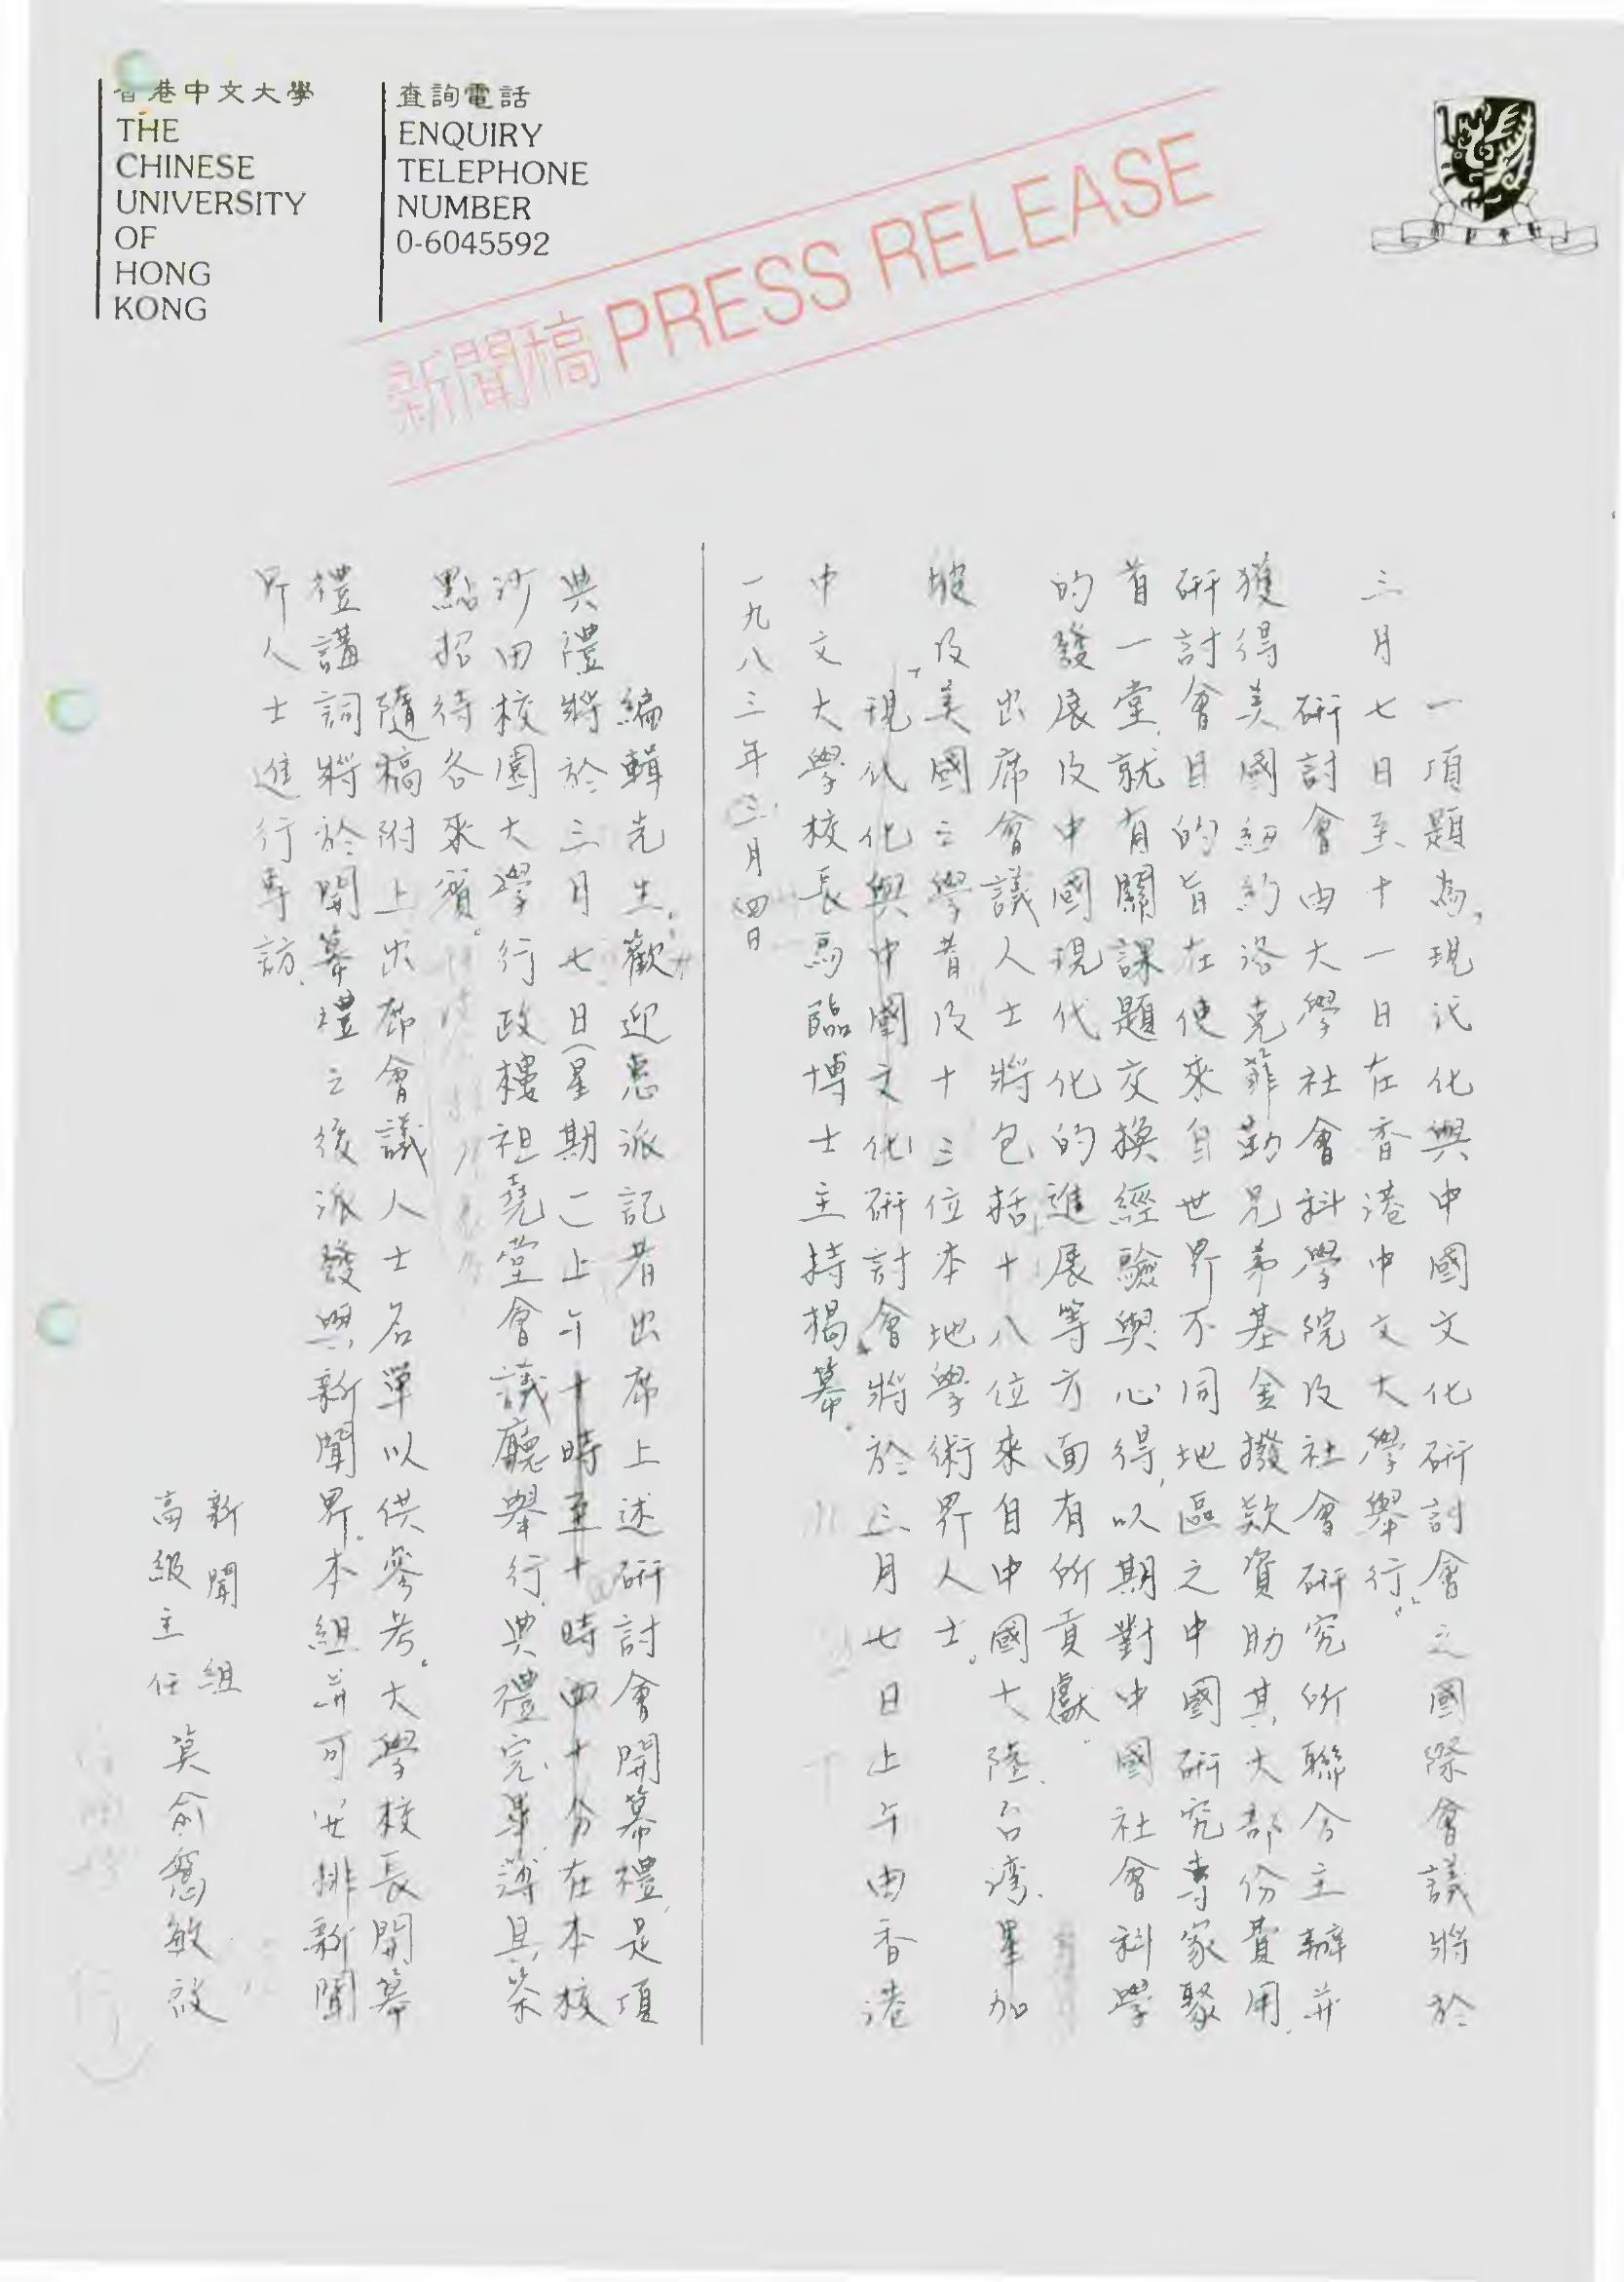 香港中文大學
THE
CHINESE
UNIVERSITY
OF
HONG
KONG
查詢電話
ENQUIRY
TELEPHONE
NUMBER
0-6045592
新聞稿 PRESS RELEASE
一項題為「現代化與中國文化研討會」之國際會議將於
三月七日至十一日在香港中文大學舉行。
研討會由大學社會科學院及社會研究所聯合主辦并
獲得美國紐約洛克菲勒兄弟基金撥款資助其大部份費用。
研討會目的旨在使來自世界不同地區之中國研究專家聚
首一堂,就有關課題交換經驗與心得,以期對中國社會科學
的發展及中國現代化的進展等方面有所貢獻。
出席會議人士將包括十八位來自中國大陸、台灣、星加
坡及美國之學者及十三位本地學術界人士。
「現代化與中國文化」研討會將於三月七日上午由香港
中文大學校長馬臨博士主持揭幕。
一九八三年三月四日
編輯先生:歡迎惠派記者出席上述研討會開幕禮,是項
典禮將於三月七日(星期一)上午十時至十時四十分在本校
沙田校園大學行政樓祖堯堂會議廳舉行,典禮完畢,薄具茶
點招待各來賓。
隨稿附上出席會議人士名單以供參考。大學校長開幕
禮講詞將於開幕禮之後派發與新聞界。本組并可安排新聞
界人士進行專訪。
新聞組
高級主任 莫俞 敏啟